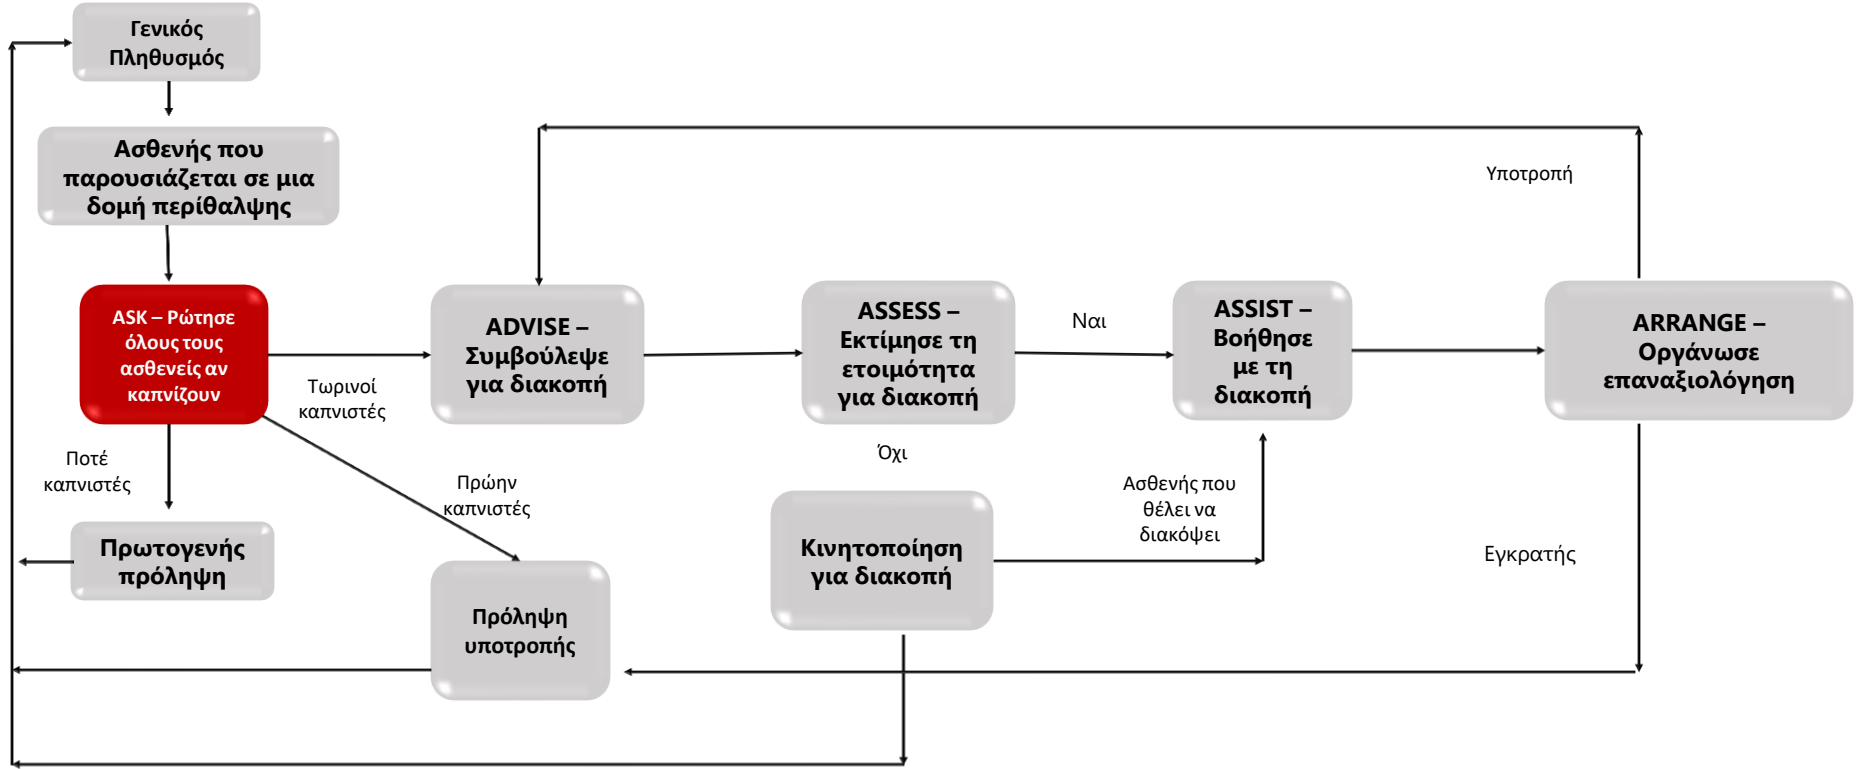 Γενικός
Πληθυσμός
Ασθενής που
παρουσιάζεται σε μια
δομή περίθαλψης
ASK – Ρώτησε
όλους τους
ασθενείς αν
καπνίζουν
Τωρινοί
καπνιστές
Ποτέ
καπνιστές
Πρώην
καπνιστές
Πρωτογενής
πρόληψη
Πρόληψη
υποτροπής
ADVISE –
Συμβούλεψε
για διακοπή
ASSESS –
Εκτίμησε τη
ετοιμότητα
για διακοπή
Ναι
Όχι
Κινητοποίηση
για διακοπή
Ασθενής που
θέλει να
διακόψει
ASSIST –
Βοήθησε
με τη
διακοπή
ARRANGE –
Οργάνωσε
επαναξιολόγηση
Υποτροπή
Εγκρατής